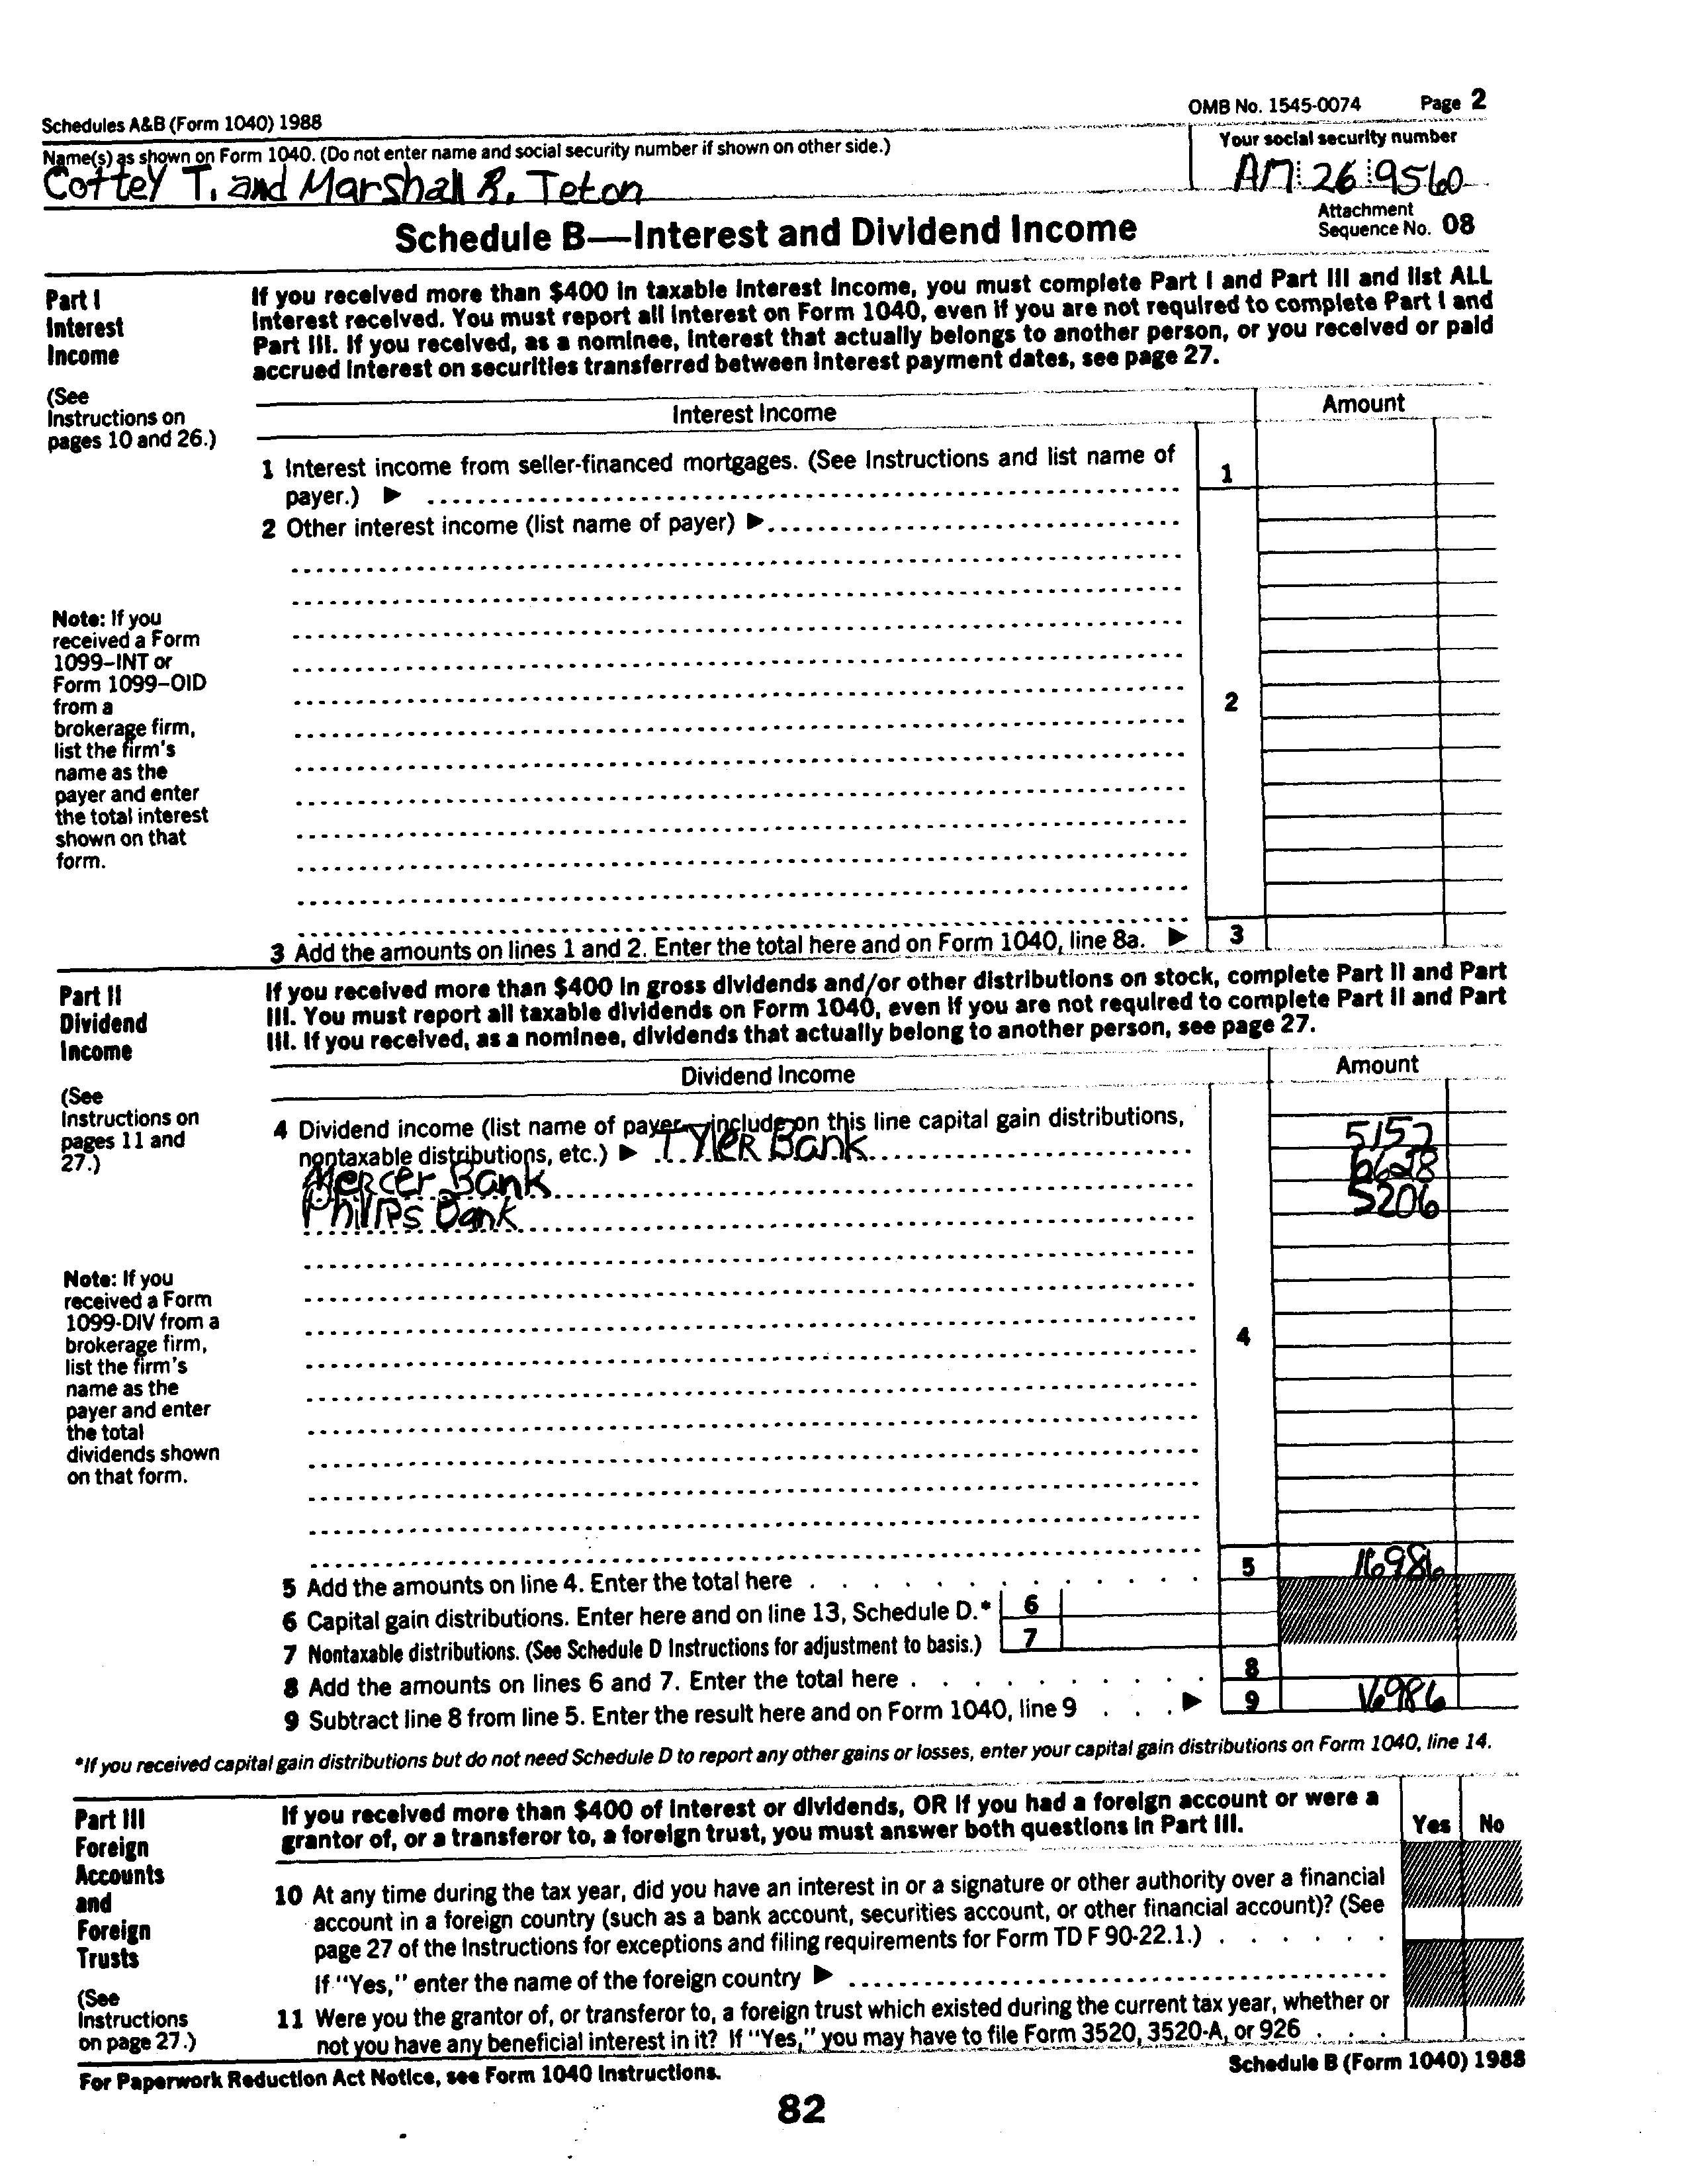 Schedules A&B (Form 1040) 1988
OMB No. 1545-0074 Page 2
Name(s) as shown on Form 1040. (Do not enter name and social security number if shown on other side.)
Your social security number
Cottey T. and Marshall R. Teton
AM 26 9560
Schedule B—Interest and Dividend Income
Attachment
Sequence No. 08
Part I
Interest
Income
(See
Instructions on
pages 10 and 26.)
Note: If you
received a Form
1099–INT or
Form 1099–OID
from a
brokerage firm,
list the firm's
name as the
payer and enter
the total interest
shown on that
form.
If you received more than $400 in taxable interest income, you must complete Part I and Part III and list ALL
interest received. You must report all interest on Form 1040, even if you are not required to complete Part I and
Part III. If you received, as a nominee, interest that actually belongs to another person, or you received or paid
accrued interest on securities transferred between interest payment dates, see page 27.
Interest Income
Amount
1 Interest income from seller-financed mortgages. (See Instructions and list name of
payer.) ▶
1
2 Other interest income (list name of payer) ▶
2
3 Add the amounts on lines 1 and 2. Enter the total here and on Form 1040, line 8a. ▶ 3
Part II
Dividend
Income
(See
Instructions on
pages 11 and
27.)
Note: If you
received a Form
1099-DIV from a
brokerage firm,
list the firm's
name as the
payer and enter
the total
dividends shown
on that form.
If you received more than $400 in gross dividends and/or other distributions on stock, complete Part II and Part
III. You must report all taxable dividends on Form 1040, even if you are not required to complete Part II and Part
III. If you received, as a nominee, dividends that actually belong to another person, see page 27.
Dividend Income
Amount
4 Dividend income (list name of payer—include on this line capital gain distributions,
nontaxable distributions, etc.) ▶ Tyler Bank 5152
Mercer Bank 6628
Philips Bank 5206
4
5 Add the amounts on line 4. Enter the total here 5 16986
6 Capital gain distributions. Enter here and on line 13, Schedule D.* 6
7 Nontaxable distributions. (See Schedule D Instructions for adjustment to basis.) 7
8 Add the amounts on lines 6 and 7. Enter the total here 8
9 Subtract line 8 from line 5. Enter the result here and on Form 1040, line 9 ▶ 9 16986
*If you received capital gain distributions but do not need Schedule D to report any other gains or losses, enter your capital gain distributions on Form 1040, line 14.
Part III
Foreign
Accounts
and
Foreign
Trusts
(See
Instructions
on page 27.)
If you received more than $400 of interest or dividends, OR if you had a foreign account or were a
grantor of, or a transferor to, a foreign trust, you must answer both questions in Part III.
Yes No
10 At any time during the tax year, did you have an interest in or a signature or other authority over a financial
account in a foreign country (such as a bank account, securities account, or other financial account)? (See
page 27 of the Instructions for exceptions and filing requirements for Form TD F 90-22.1.)
If "Yes," enter the name of the foreign country ▶
11 Were you the grantor of, or transferor to, a foreign trust which existed during the current tax year, whether or
not you have any beneficial interest in it? If "Yes," you may have to file Form 3520, 3520-A, or 926
For Paperwork Reduction Act Notice, see Form 1040 Instructions.
Schedule B (Form 1040) 1988
82